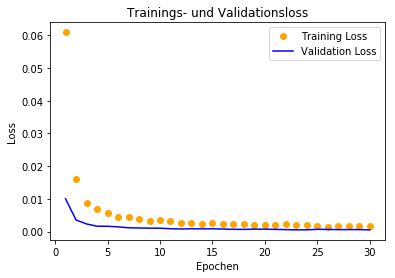 Trainings- und Validationsloss
Training Loss
Validation Loss
0.06
0.05
0.04
0.03
0.02
0.01
0.00
Loss
0 5 10 15 20 25 30
Epochen